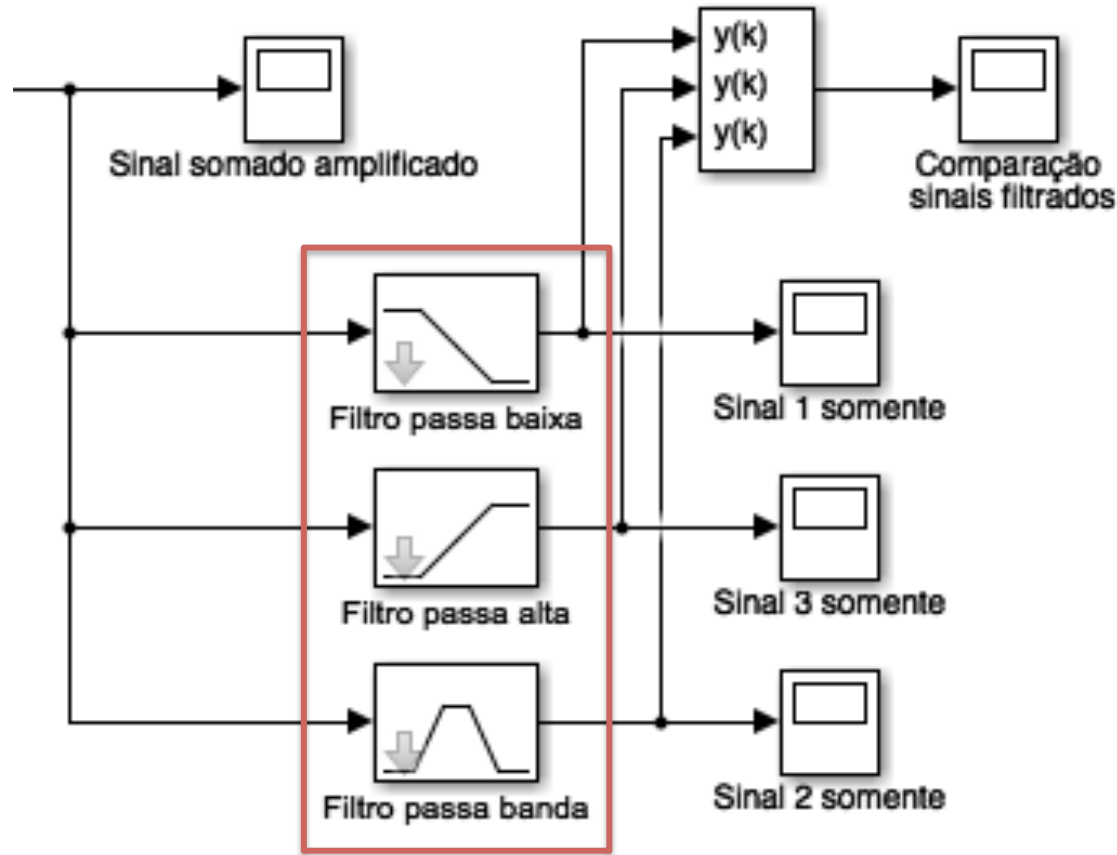 y(k)
y(k)
y(k)
Sinal somado amplificado
Comparação
sinais filtrados
Filtro passa baixa
Sinal 1 somente
Filtro passa alta
Sinal 3 somente
Filtro passa banda
Sinal 2 somente